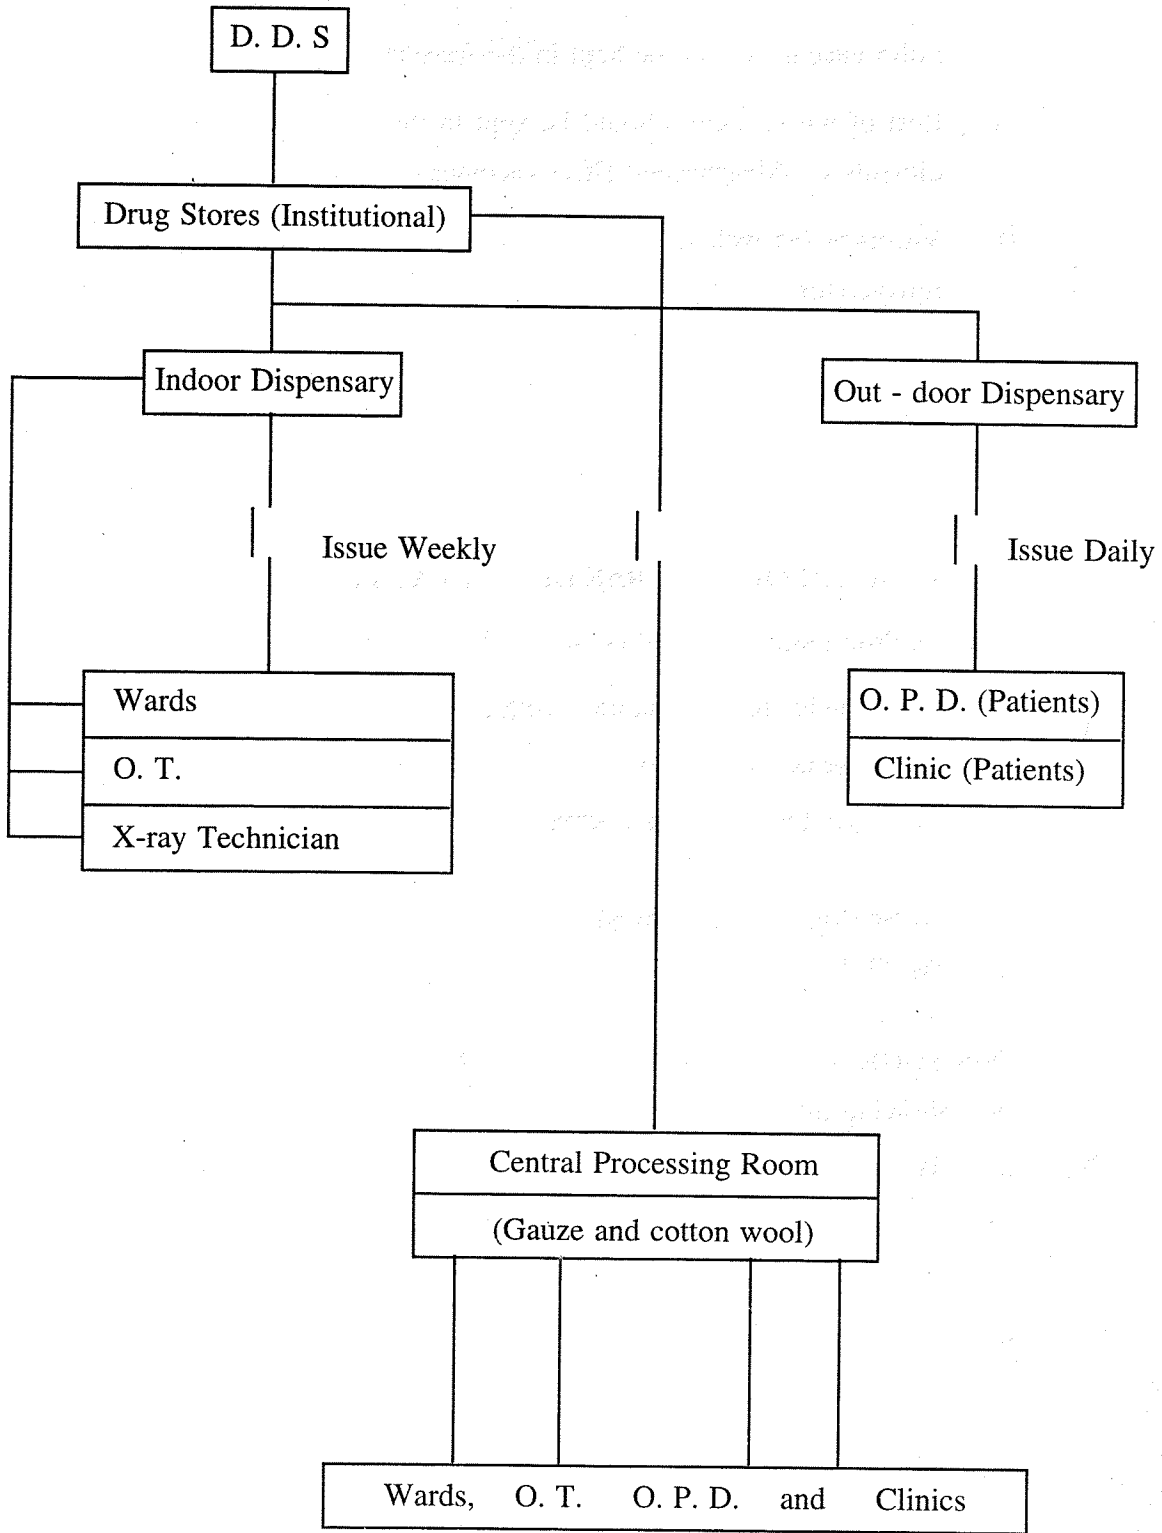 D. D. S
Drug Stores (Institutional)
Indoor Dispensary
Out - door Dispensary
Issue Weekly
Issue Daily
Wards
O. T.
X-ray Technician
O. P. D. (Patients)
Clinic (Patients)
Central Processing Room
(Gauze and cotton wool)
Wards, O. T. O. P. D. and Clinics